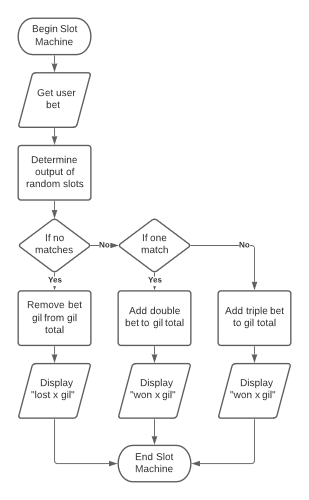 Begin Slot
Machine
Get user
bet
Determine
output of
random slots
If no
matches
No
If one
match
No
Yes
Yes
Remove bet
gil from gil
total
Add double
bet to gil total
Add triple bet
to gil total
Display
"lost x gil"
Display
"won x gil"
Display
"won x gil"
End Slot
Machine